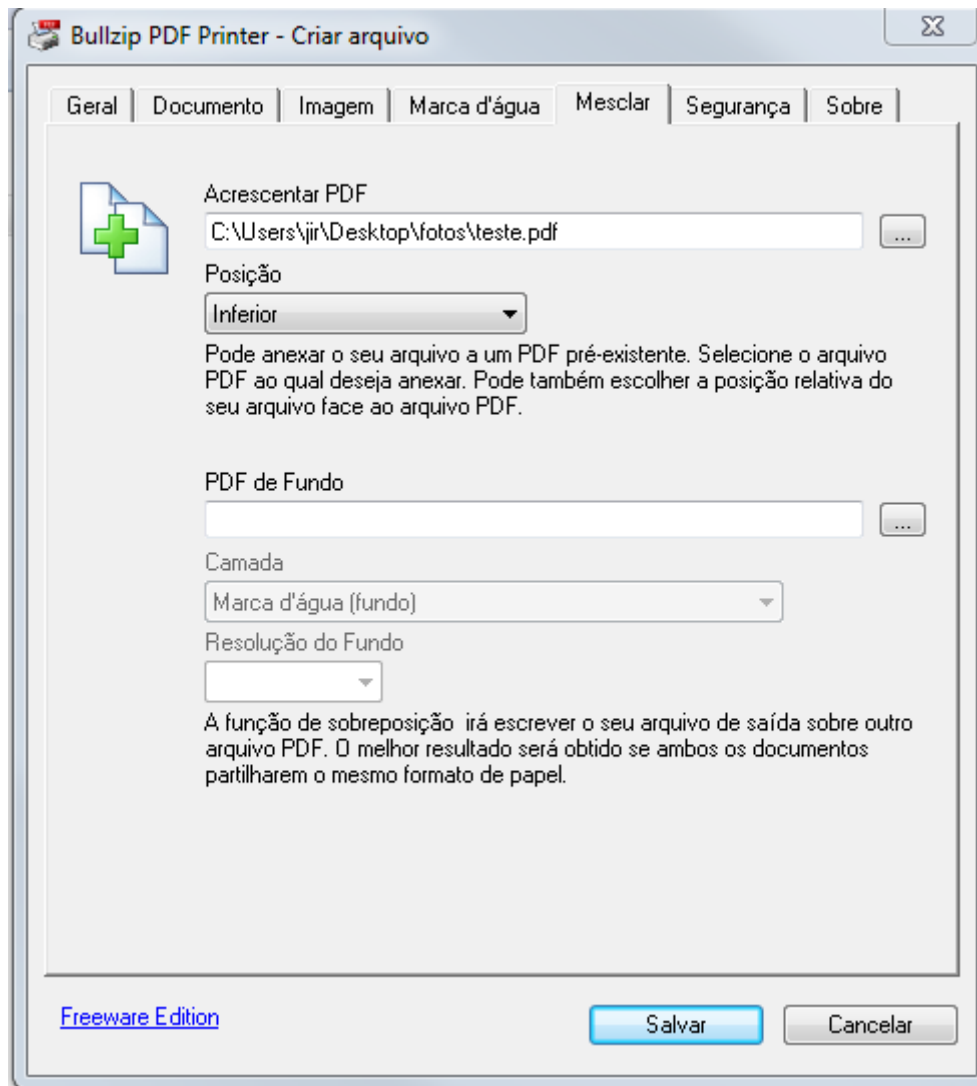 Bullzip PDF Printer - Criar arquivo
Geral Documento Imagem Marca d'água Mesclar Segurança Sobre
Acrescentar PDF
C:\Users\jir\Desktop\fotos\teste.pdf ...
Posição
Inferior
Pode anexar o seu arquivo a um PDF pré-existente. Selecione o arquivo
PDF ao qual deseja anexar. Pode também escolher a posição relativa do
seu arquivo face ao arquivo PDF.
PDF de Fundo
...
Camada
Marca d'água (fundo)
Resolução do Fundo
A função de sobreposição  irá escrever o seu arquivo de saída sobre outro
arquivo PDF. O melhor resultado será obtido se ambos os documentos
partilharem o mesmo formato de papel.
Freeware Edition Salvar Cancelar